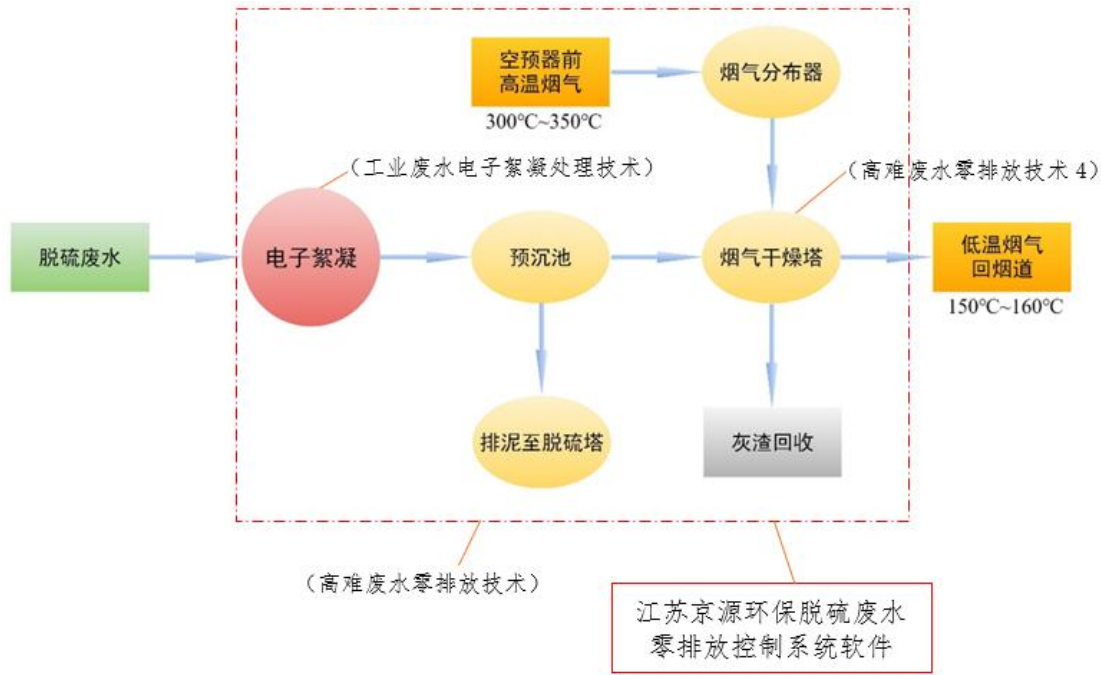 空预器前
高温烟气
300℃~350℃
烟气分布器
（工业废水电子絮凝处理技术）
（高难废水零排放技术 4）
脱硫废水
电子絮凝
预沉池
烟气干燥塔
低温烟气
回烟道
150℃~160℃
排泥至脱硫塔
灰渣回收
（高难废水零排放技术）
江苏京源环保脱硫废水
零排放控制系统软件